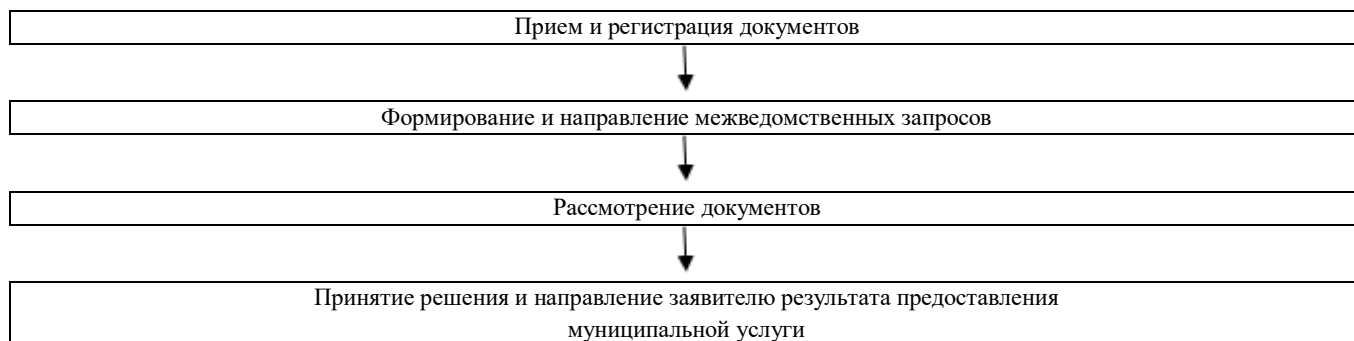 Прием и регистрация документов
Формирование и направление межведомственных запросов
Рассмотрение документов
Принятие решения и направление заявителю результата предоставления
муниципальной услуги